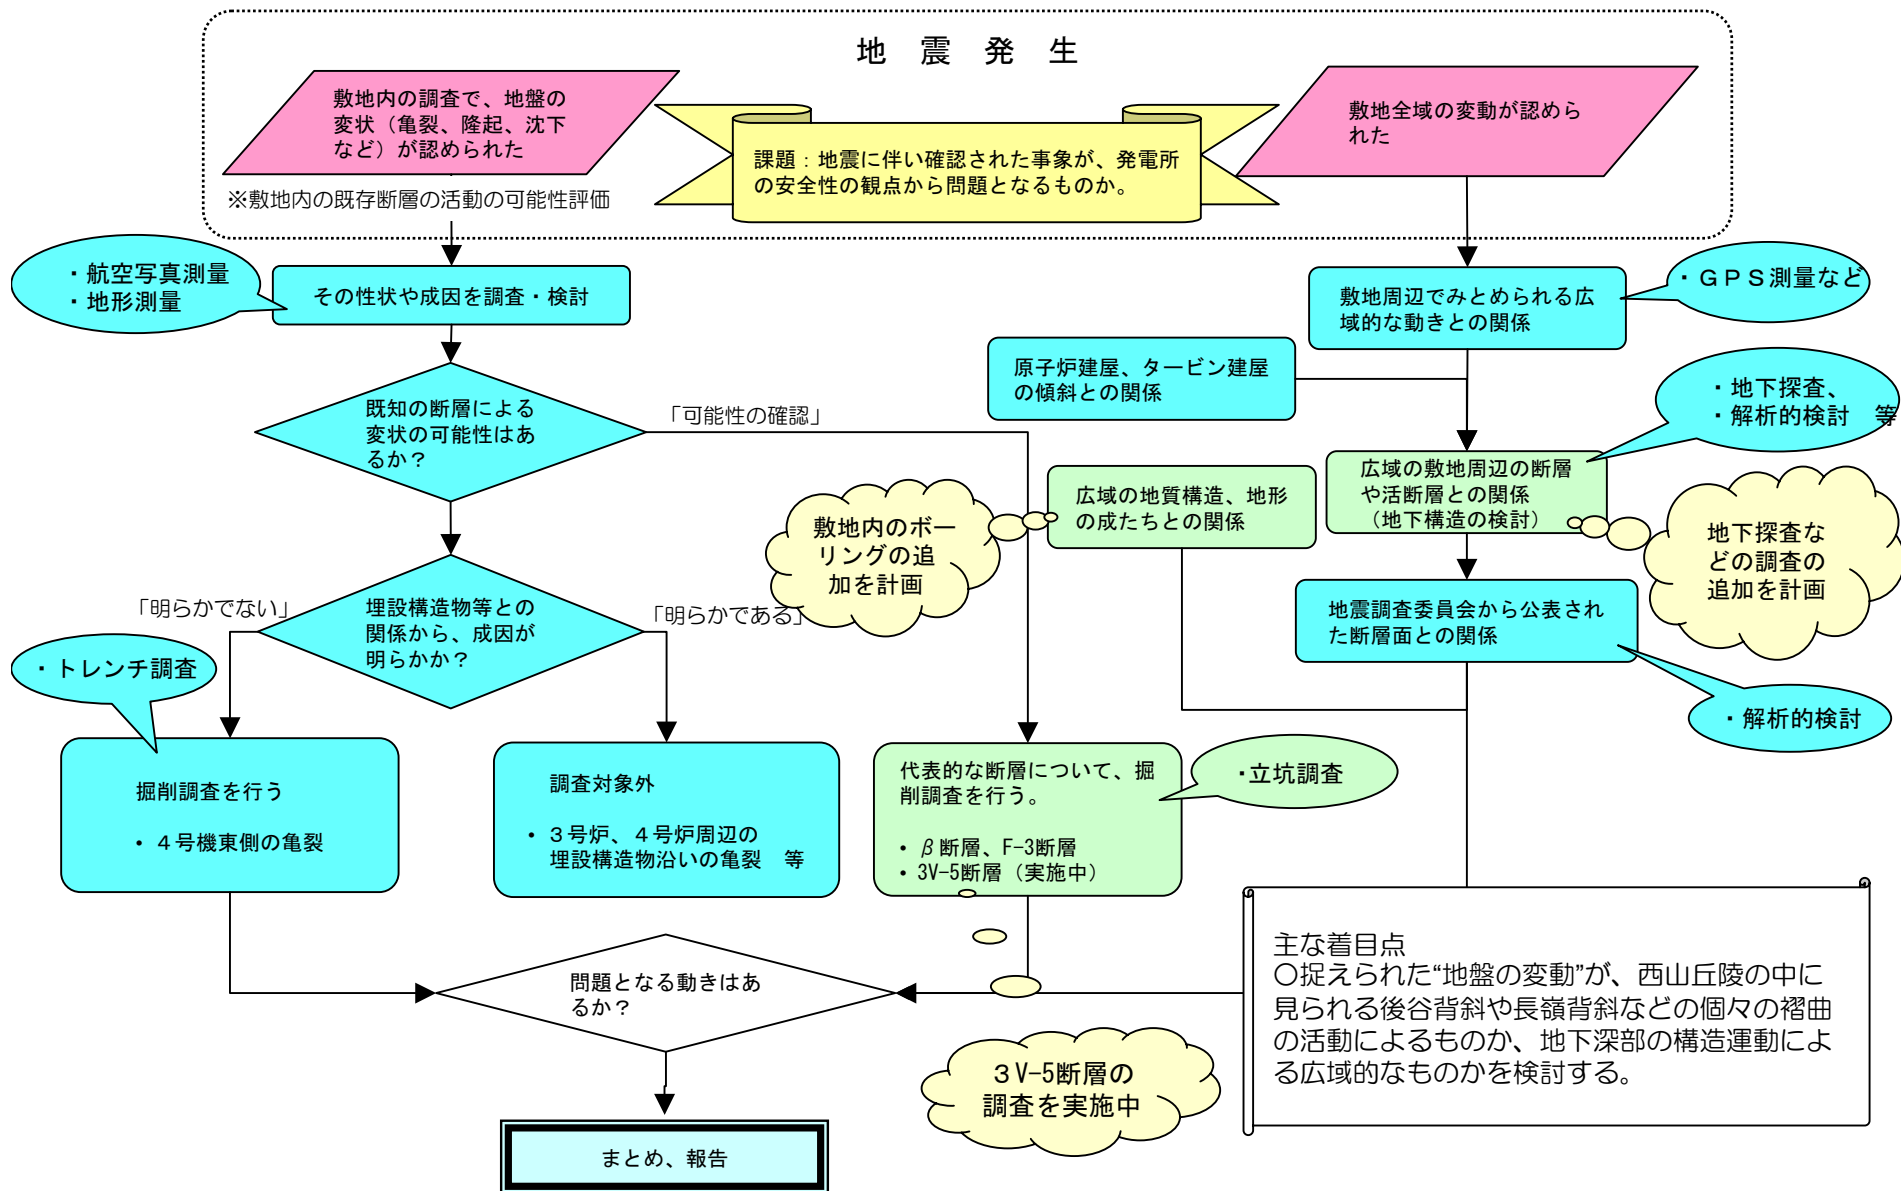 地　震　発　生
敷地内の調査で、地盤の
変状（亀裂、隆起、沈下
など）が認められた
課題：地震に伴い確認された事象が、発電所
の安全性の観点から問題となるものか。
敷地全域の変動が認めら
れた
※敷地内の既存断層の活動の可能性評価
・航空写真測量
・地形測量
その性状や成因を調査・検討
敷地周辺でみとめられる広
域的な動きとの関係
・ＧＰＳ測量など
原子炉建屋、タービン建屋
の傾斜との関係
・地下探査、
・解析的検討　等
既知の断層による
変状の可能性はあ
るか？
「可能性の確認」
広域の地質構造、地形
の成たちとの関係
広域の敷地周辺の断層
や活断層との関係
（地下構造の検討）
敷地内のボー
リングの追
加を計画
地下探査な
どの調査の
追加を計画
「明らかでない」
埋設構造物等との
関係から、成因が
明らかか？
「明らかである」
地震調査委員会から公表され
た断層面との関係
・トレンチ調査
・解析的検討
掘削調査を行う
• ４号機東側の亀裂
調査対象外
• ３号炉、４号炉周辺の
埋設構造物沿いの亀裂　等
代表的な断層について、掘
削調査を行う。
• β断層、F-3断層
• 3V-5断層（実施中）
・立坑調査
問題となる動きはあ
るか？
主な着目点
〇捉えられた“地盤の変動”が、西山丘陵の中に
見られる後谷背斜や長嶺背斜などの個々の褶曲
の活動によるものか、地下深部の構造運動によ
る広域的なものかを検討する。
３V-5断層の
調査を実施中
まとめ、報告